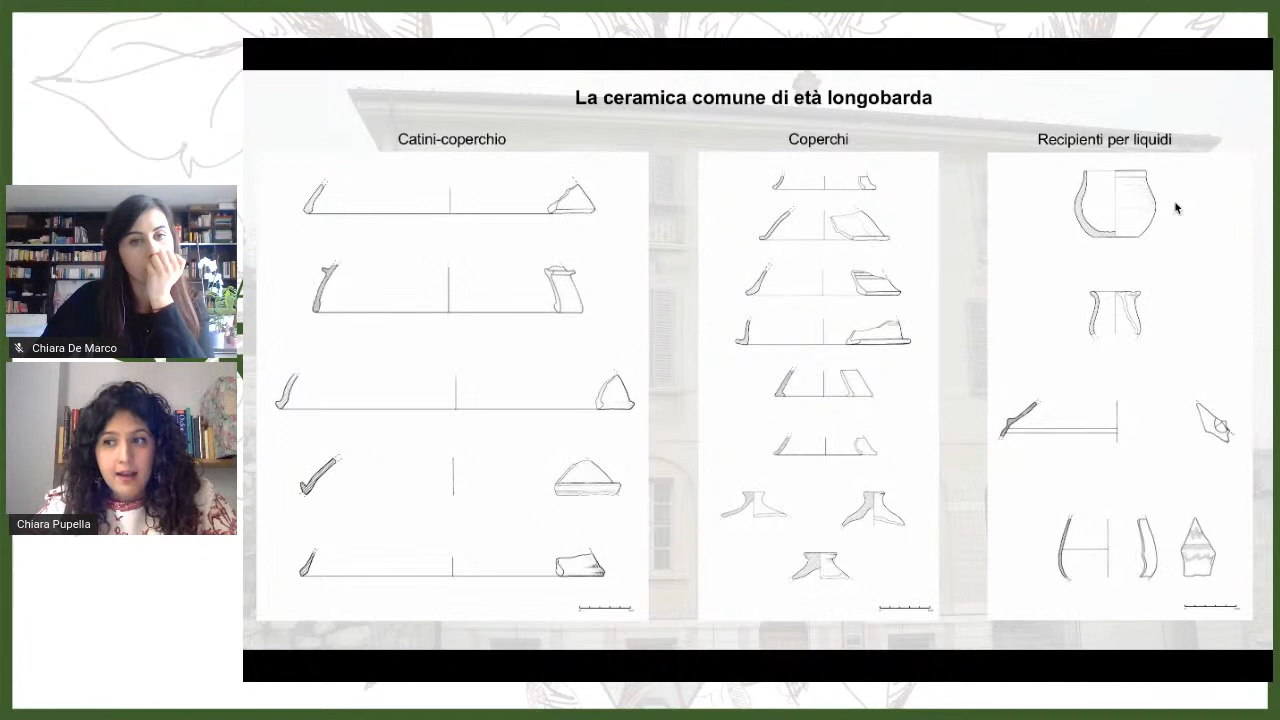 La ceramica comune di età longobarda
Catini-coperchio
Coperchi
Recipienti per liquidi
Chiara De Marco
Chiara Pupella